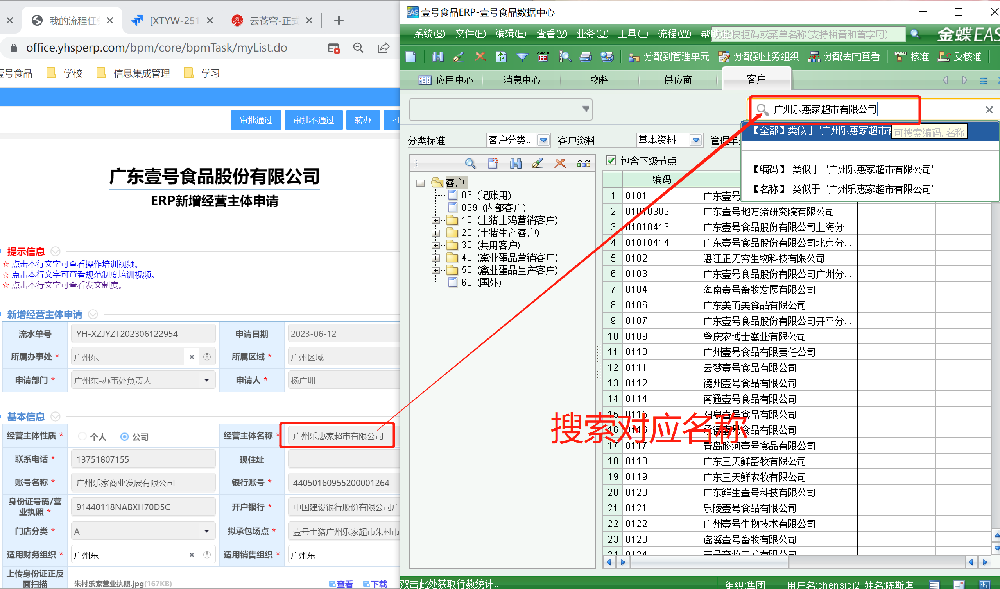 我的流程任务
[XTYW-251
云苍穹-正式
office.yhsperp.com/bpm/core/bpmTask/myList.do
壹号食品
学校
信息集成管理
学习
审批通过
审批不通过
转办
打
广东壹号食品股份有限公司
ERP新增经营主体申请
提示信息
☆ 点击本行文字可查看操作培训视频。
☆ 点击本行文字可查看规范制度培训视频。
☆ 点击本行文字可查看发文制度。
新增经营主体申请
流水单号 YH-XZJYZT202306122954 申请日期 2023-06-12
所属办事处 * 广州东 所属区域 * 广州区域
申请部门 * 广州东-办事处负责人 申请人 * 杨广圳
基本信息
经营主体性质 * 个人 公司 经营主体名称 * 广州乐惠家超市有限公司
联系电话 * 13751807155 现住址
账号名称 * 广州乐家商业发展有限公司 银行账号 * 44050160955200001264
身份证号码/营业执照 * 91440118NABXH70D5C 开户银行 * 中国建设银行股份有限公司广
门店分类 * A 拟承包场点 * 壹号土猪广州乐家超市朱村市
适用财务组织 * 广州东 适用销售组织 * 广州东
上传身份证正反面扫描 朱村乐家营业执照.jpg(167KB) 查看 下载
EAS 壹号食品ERP-壹号食品数据中心
系统(S) 文件(F) 编辑(E) 查看(V) 业务(O) 工具(T) 流程(W) 帮助
快捷码或菜单名称(支持拼音和首字母)
金蝶EAS
分配到管理单元 分配到业务组织 分配去向查看 核准 反核准
应用中心 消息中心 物料 供应商 客户
广州乐惠家超市有限公司
【全部】类似于 "广州乐惠家超市有
可搜索编码, 名称
【编码】 类似于 "广州乐惠家超市有限公司"
【名称】 类似于 "广州乐惠家超市有限公司"
分类标准 客户分类... 客户资料 基本资料 管理单元
包含下级节点
客户
03 (记账用)
099 (内部客户)
10 (土猪土鸡营销客户)
20 (土猪生产客户)
30 (共用客户)
40 (禽业蛋品营销客户)
50 (禽业蛋品生产客户)
60 (国外)
编码
1 0101 广东壹号
2 01010309 广东壹号地方猪研究院有限公司
3 01010413 广东壹号食品股份有限公司上海分...
4 01010414 广东壹号食品股份有限公司北京分...
5 0102 湛江正无穷生物科技有限公司
6 0103 广东壹号食品股份有限公司广州分...
7 0104 海南壹号畜牧发展有限公司
8 0106 广东美而美食品有限公司
9 0107 广东壹号食品股份有限公司开平分...
10 0109 肇庆农博士禽业有限公司
11 0110 广州壹号食品有限责任公司
12 0111 云梦壹号食品有限公司
13 0112 德州壹号食品有限公司
14 0114 南通壹号食品有限公司
15 0115 阳泉壹号食品有限公司
16 0116 承德壹号食品有限公司
17 0117 青岛胶河壹号食品有限公司
18 0118 广东三天鲜畜牧有限公司
19 0119 广东三天鲜农牧有限公司
20 0120 广东鲜生壹号科技有限公司
21 0121 乐陵壹号食品有限公司
22 0122 广州壹号生物技术有限公司
23 0123 遂溪壹号畜牧有限公司
24 0124 壹号畜牧开发有限公司
搜索对应名称
双击此处获取行数统计...
组织:集团 用户名:chensiqi2 姓名:陈斯淇